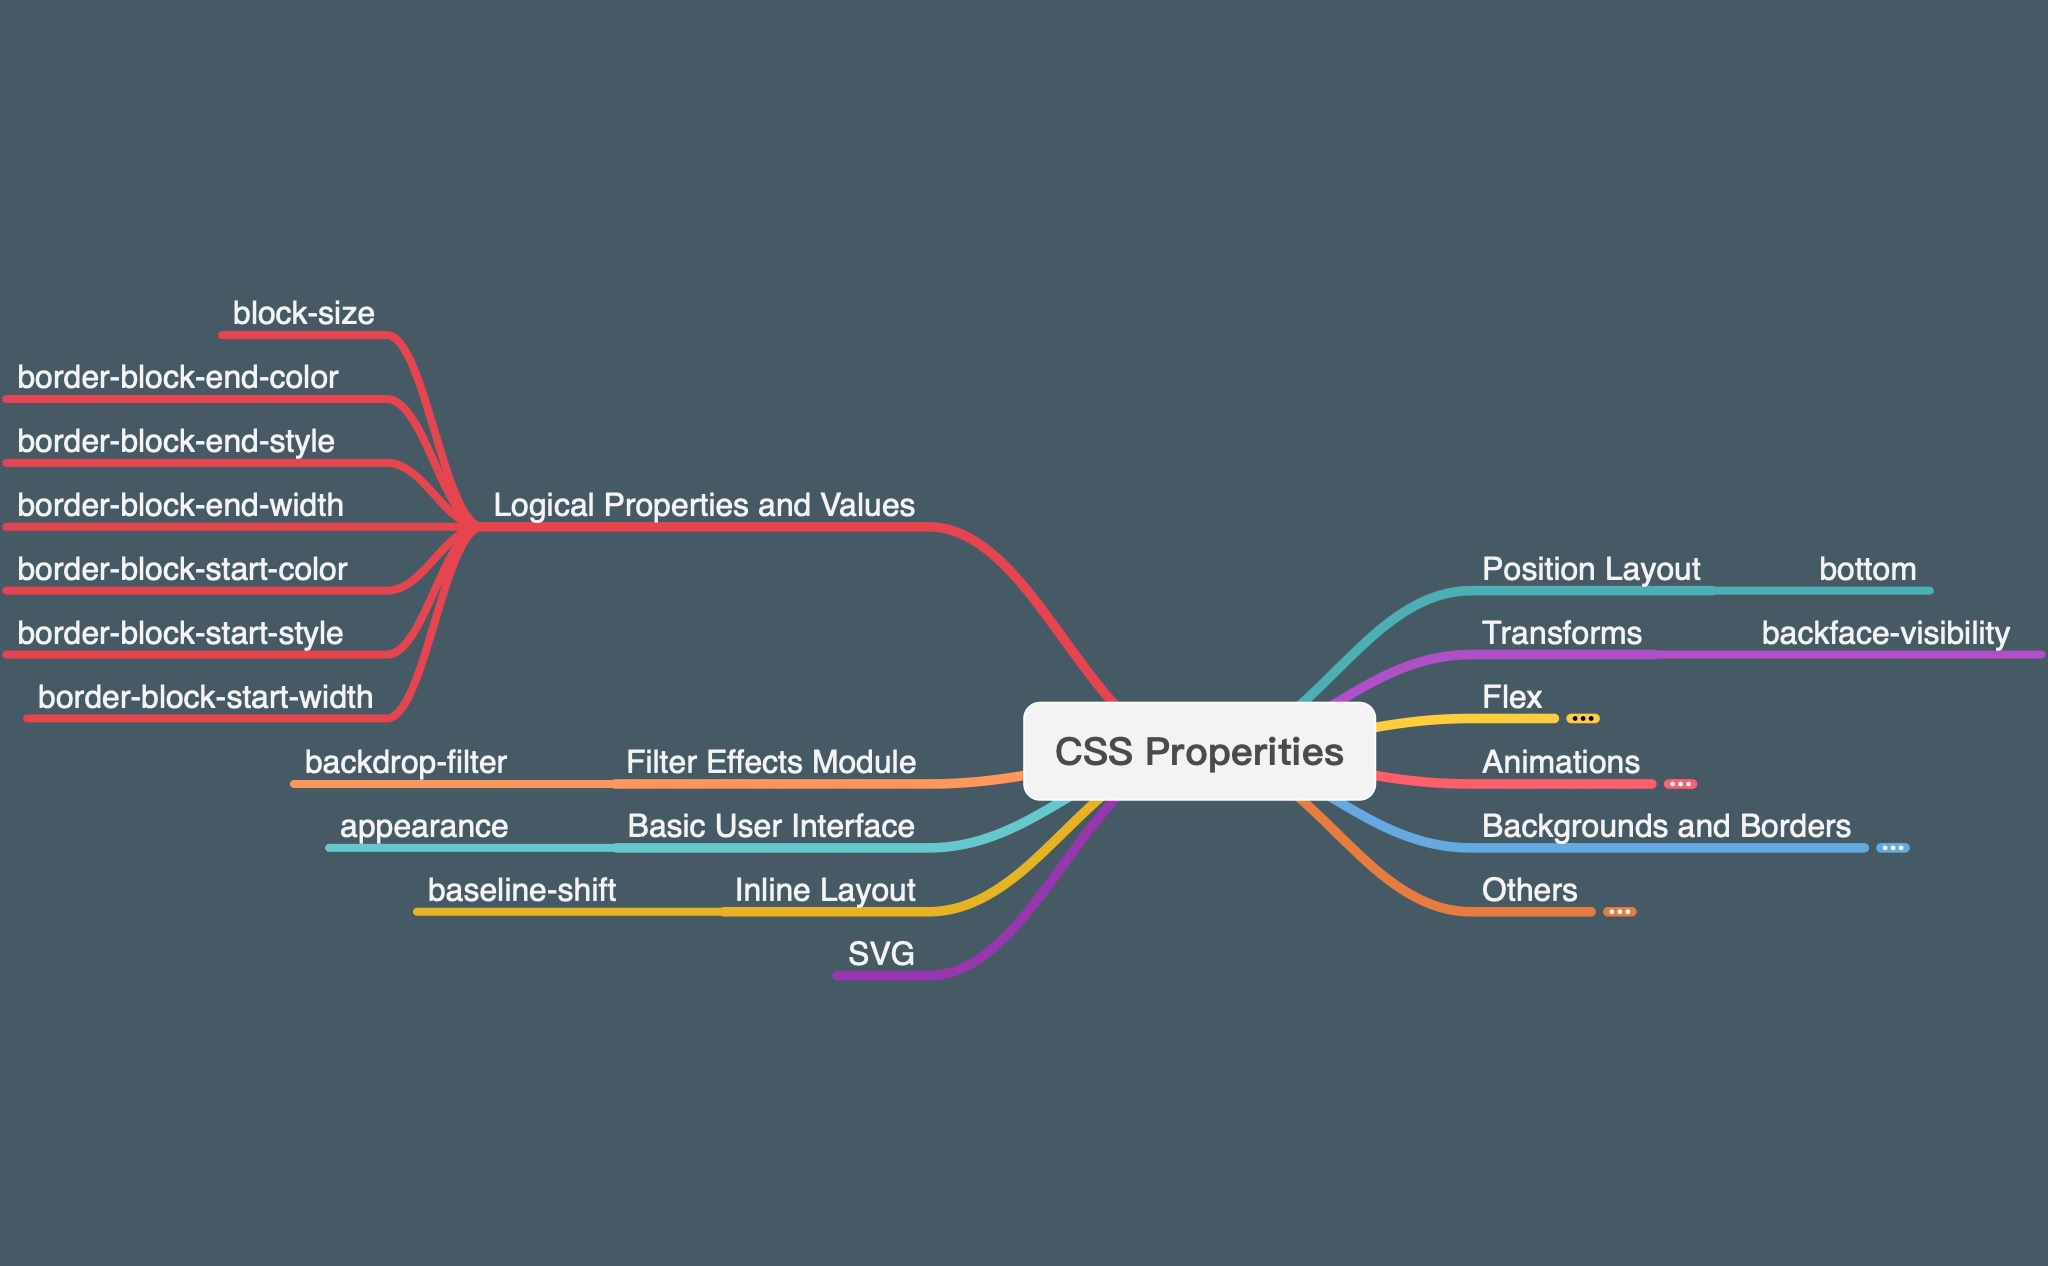 block-size
border-block-end-color
border-block-end-style
border-block-end-width
border-block-start-color
border-block-start-style
border-block-start-width
Logical Properties and Values
backdrop-filter
Filter Effects Module
appearance
Basic User Interface
baseline-shift
Inline Layout
SVG
CSS Properities
Position Layout
bottom
Transforms
backface-visibility
Flex
Animations
Backgrounds and Borders
Others